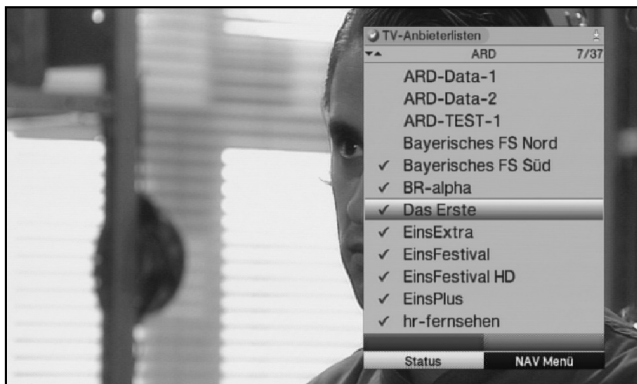 TV-Anbieterlisten
ARD 7/37
ARD-Data-1
ARD-Data-2
ARD-TEST-1
Bayerisches FS Nord
✓ Bayerisches FS Süd
✓ BR-alpha
✓ Das Erste
✓ EinsExtra
✓ EinsFestival
✓ EinsFestival HD
✓ EinsPlus
✓ hr-fernsehen
Status NAV Menü